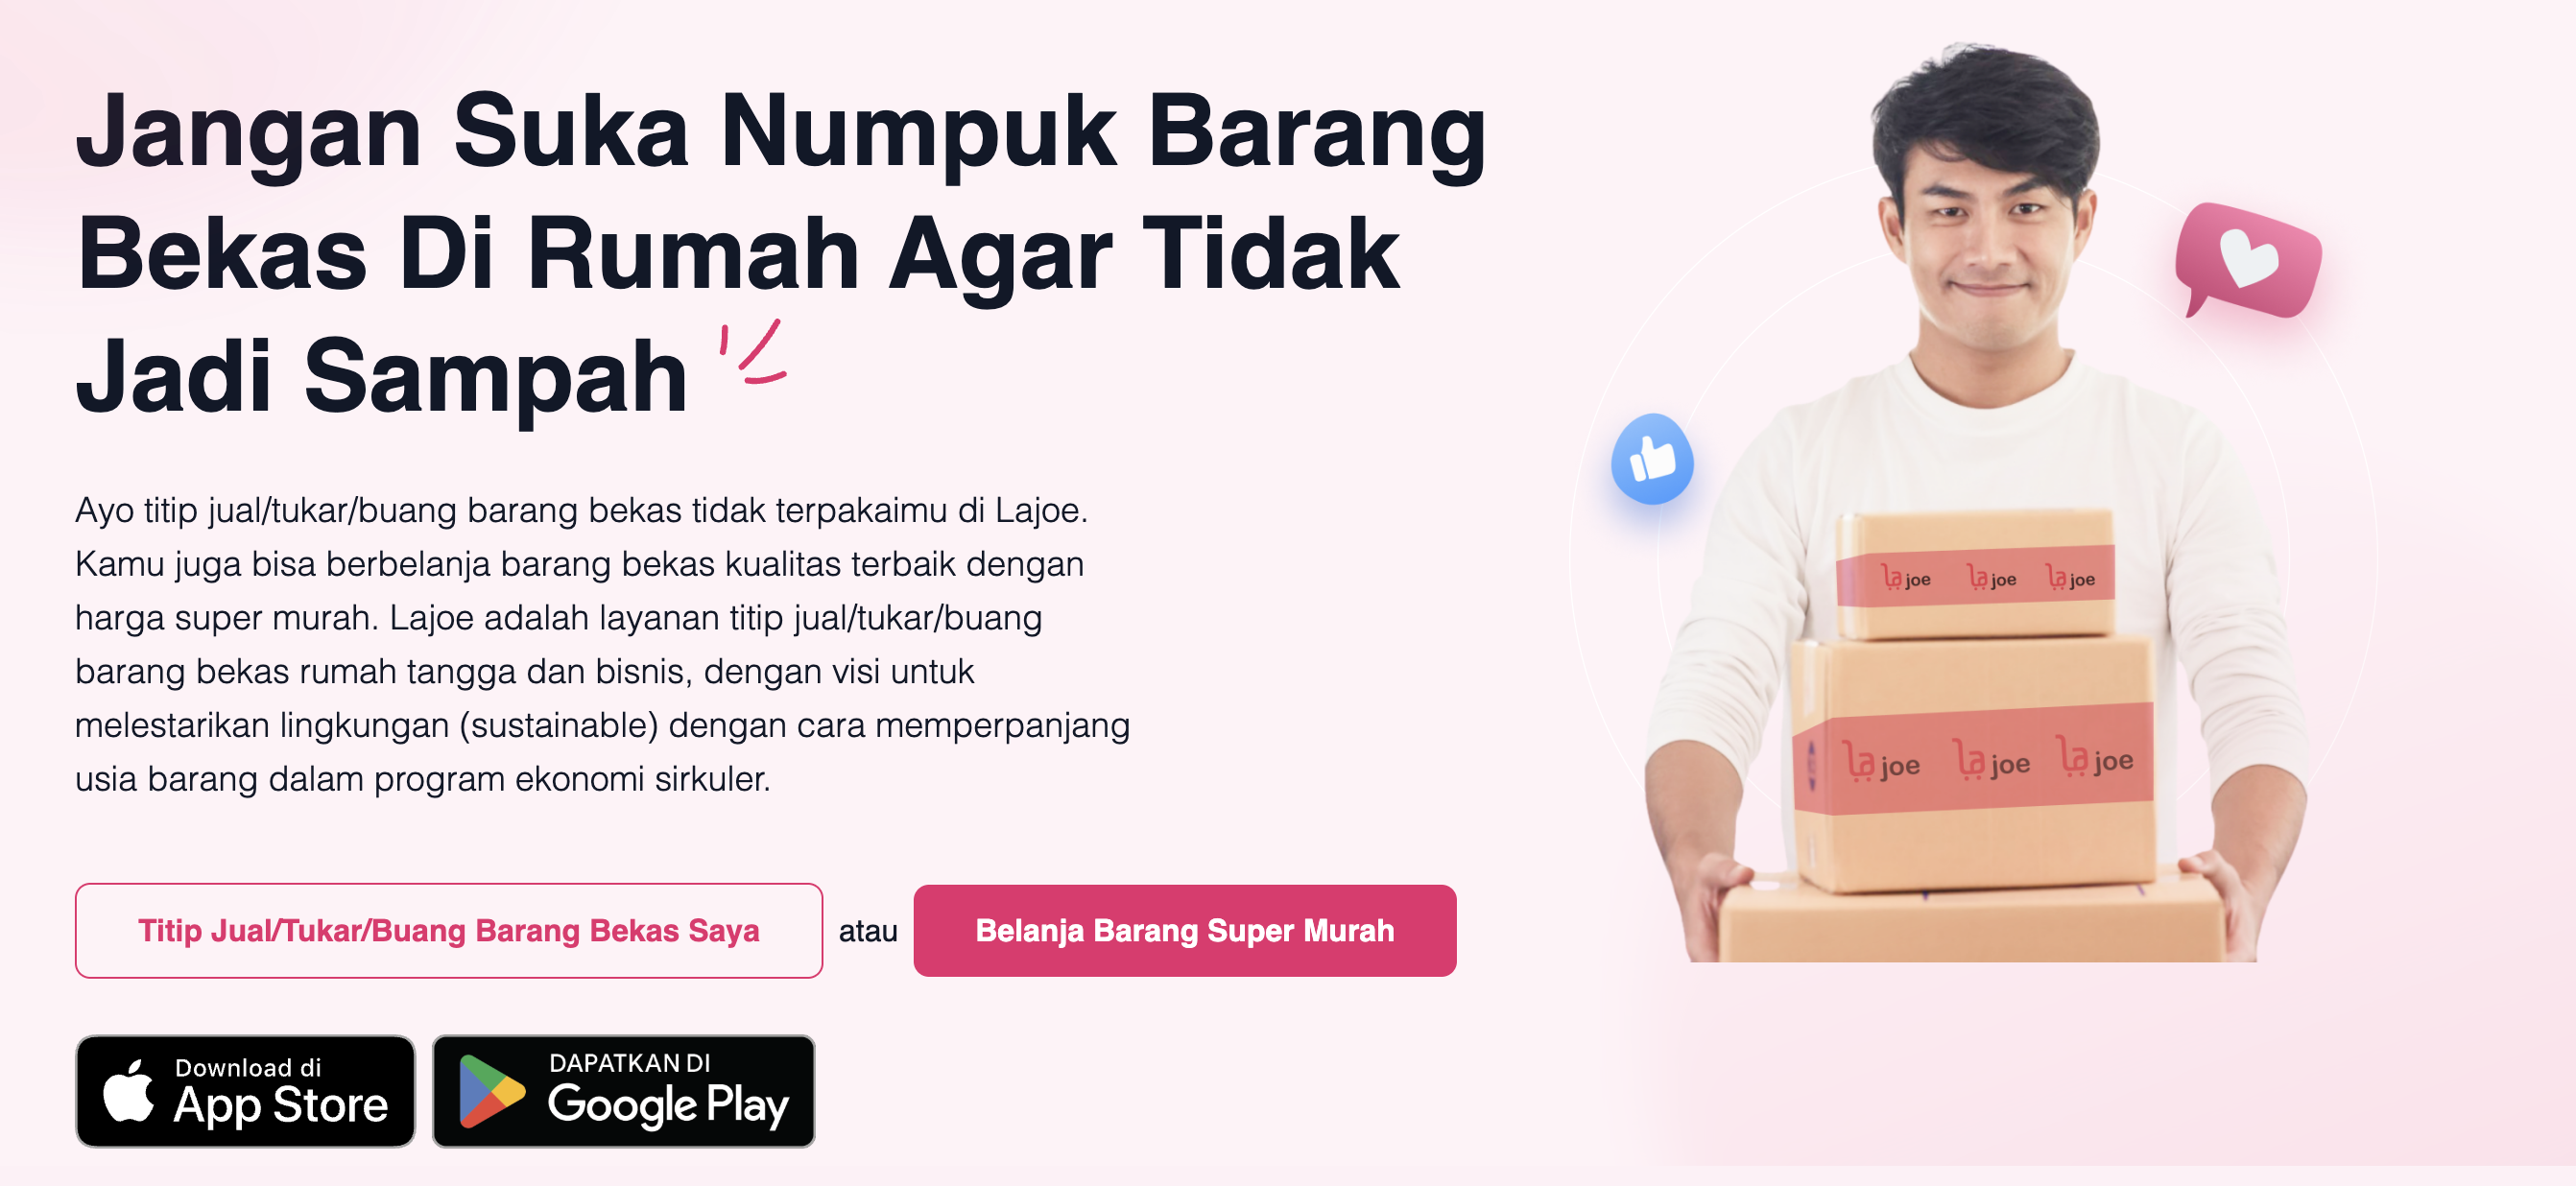 Jangan Suka Numpuk Barang
Bekas Di Rumah Agar Tidak
Jadi Sampah
Ayo titip jual/tukar/buang barang bekas tidak terpakaimu di Lajoe.
Kamu juga bisa berbelanja barang bekas kualitas terbaik dengan
harga super murah. Lajoe adalah layanan titip jual/tukar/buang
barang bekas rumah tangga dan bisnis, dengan visi untuk
melestarikan lingkungan (sustainable) dengan cara memperpanjang
usia barang dalam program ekonomi sirkuler.
Titip Jual/Tukar/Buang Barang Bekas Saya atau Belanja Barang Super Murah
Download di
App Store
DAPATKAN DI
Google Play
Lajoe Lajoe Lajoe
Lajoe Lajoe Lajoe